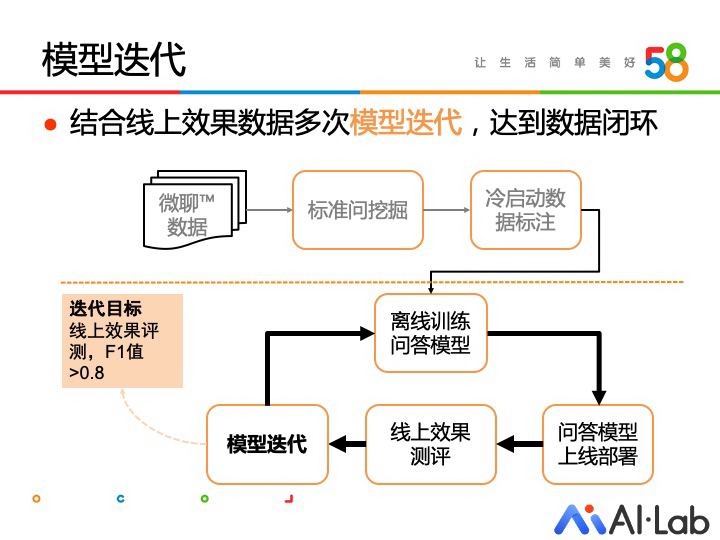 模型迭代
让生活简单美好 58
结合线上效果数据多次模型迭代，达到数据闭环
微聊™
数据
标准问挖掘
冷启动数
据标注
迭代目标
线上效果评
测，F1值
>0.8
离线训练
问答模型
模型迭代
线上效果
测评
问答模型
上线部署
AI·Lab